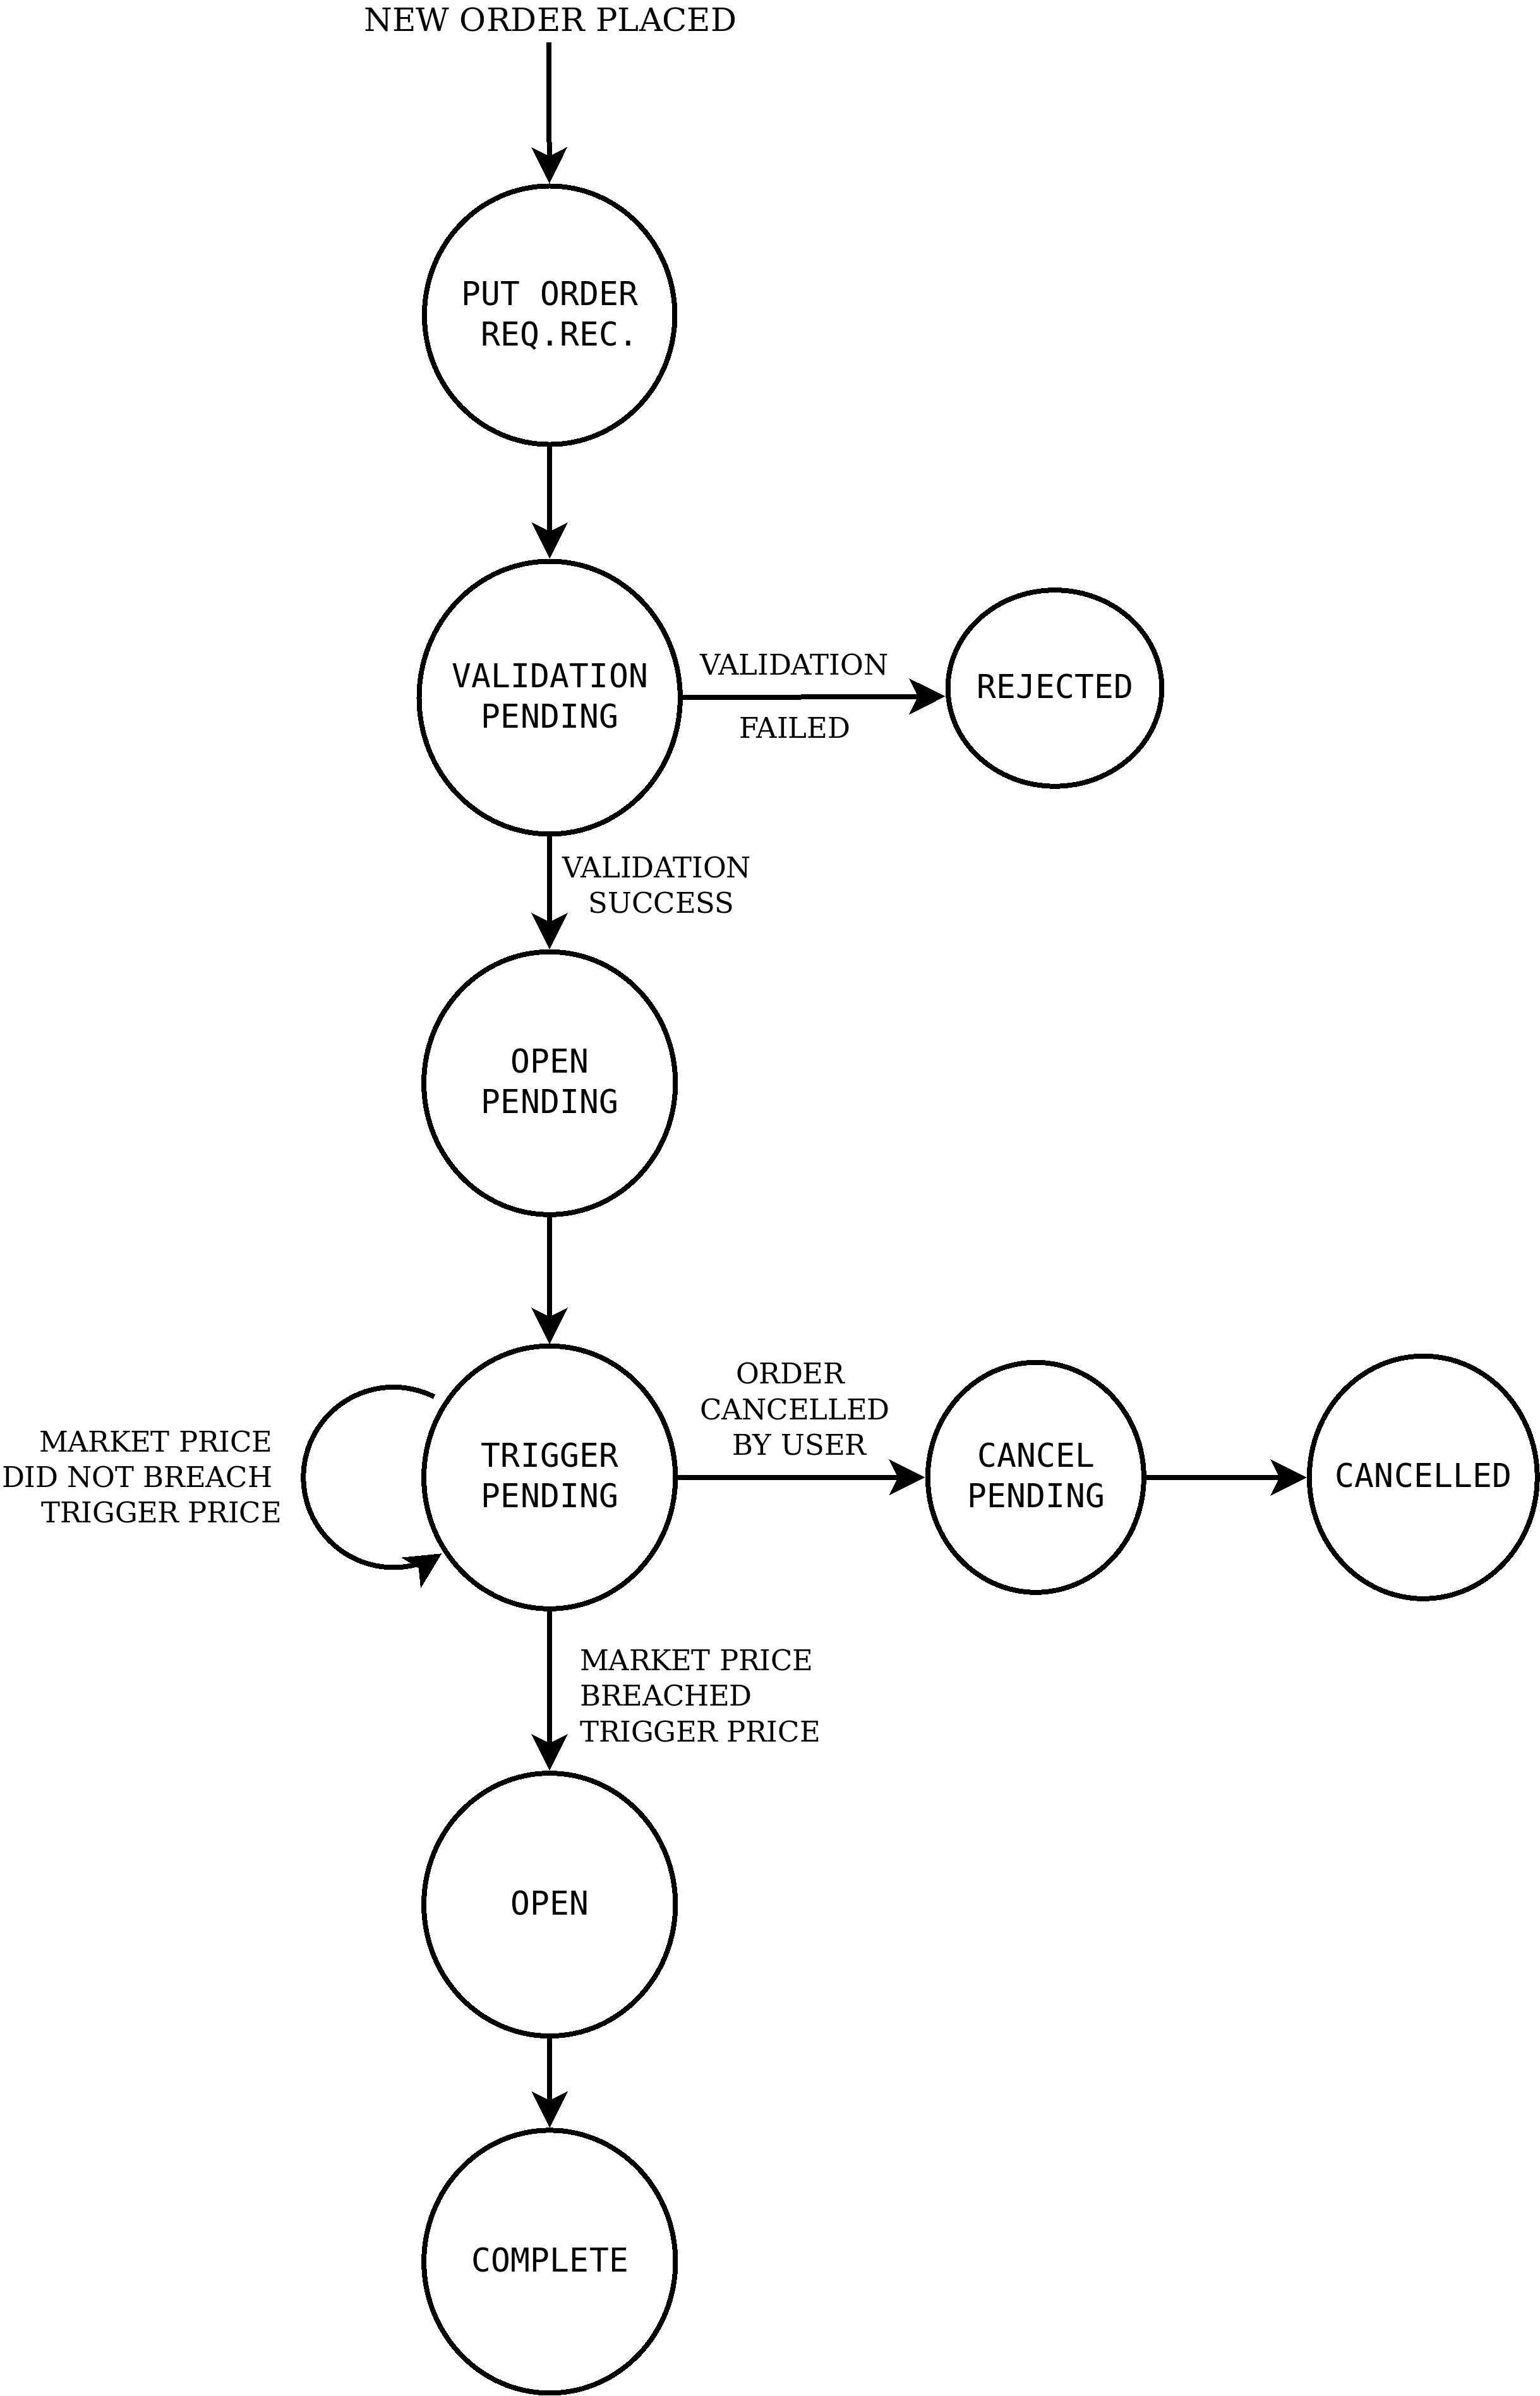 NEW ORDER PLACED
PUT ORDER
REQ.REC.
VALIDATION
PENDING
VALIDATION
FAILED
REJECTED
VALIDATION
SUCCESS
OPEN
PENDING
MARKET PRICE
DID NOT BREACH
TRIGGER PRICE
TRIGGER
PENDING
ORDER
CANCELLED
BY USER
CANCEL
PENDING
CANCELLED
MARKET PRICE
BREACHED
TRIGGER PRICE
OPEN
COMPLETE